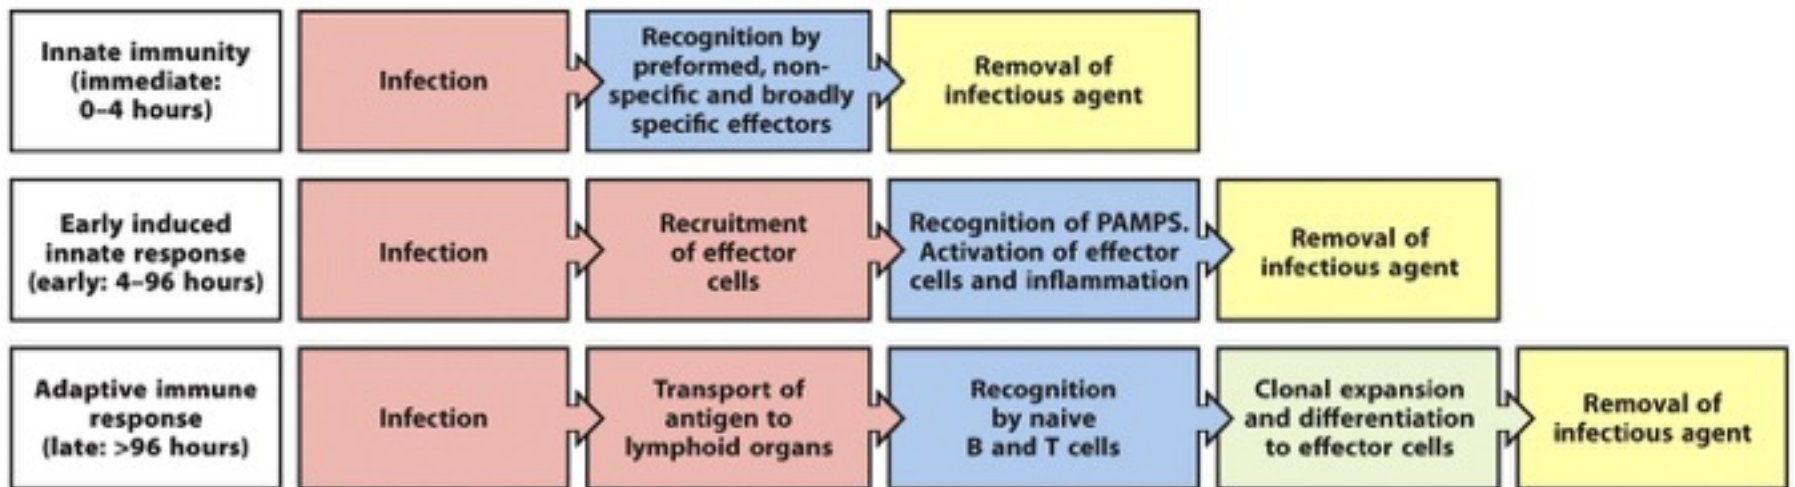 Innate immunity
(immediate:
0–4 hours)
Infection
Recognition by
preformed, non-
specific and broadly
specific effectors
Removal of
infectious agent
Early induced
innate response
(early: 4–96 hours)
Infection
Recruitment
of effector
cells
Recognition of PAMPS.
Activation of effector
cells and inflammation
Removal of
infectious agent
Adaptive immune
response
(late: >96 hours)
Infection
Transport of
antigen to
lymphoid organs
Recognition
by naive
B and T cells
Clonal expansion
and differentiation
to effector cells
Removal of
infectious agent